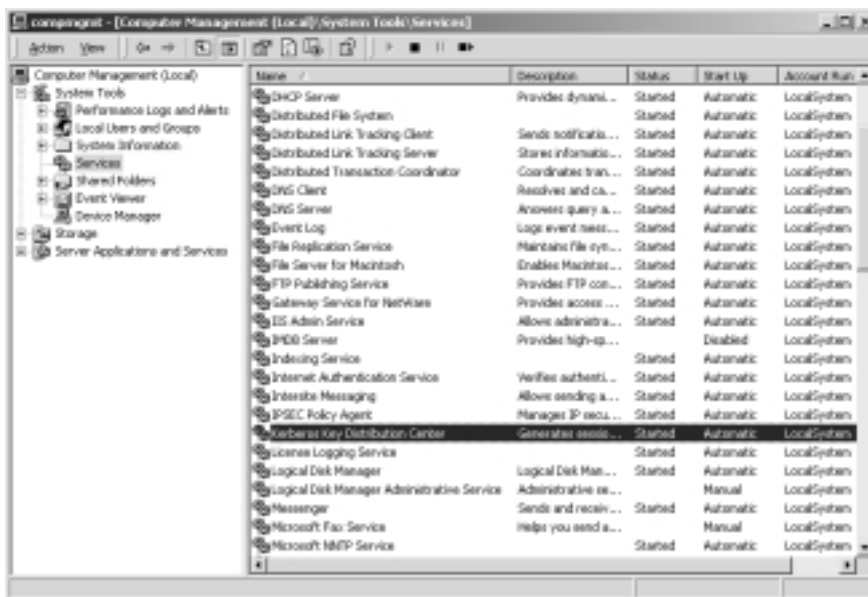 compmgmt - [Computer Management (Local)\System Tools\Services]
Action View
Computer Management (Local)
System Tools
Performance Logs and Alerts
Local Users and Groups
System Information
Services
Shared Folders
Event Viewer
Device Manager
Storage
Server Applications and Services
Name / Description Status Start Up Account Run
DHCP Server Provides dynami... Started Automatic LocalSystem
Distributed File System Started Automatic LocalSystem
Distributed Link Tracking Client Sends notificatio... Started Automatic LocalSystem
Distributed Link Tracking Server Stores informatio... Started Automatic LocalSystem
Distributed Transaction Coordinator Coordinates tran... Started Automatic LocalSystem
DNS Client Resolves and ca... Started Automatic LocalSystem
DNS Server Answers query a... Started Automatic LocalSystem
Event Log Logs event mess... Started Automatic LocalSystem
File Replication Service Maintains file syn... Started Automatic LocalSystem
File Server for Macintosh Enables Macintos... Started Automatic LocalSystem
FTP Publishing Service Provides FTP con... Started Automatic LocalSystem
Gateway Service for NetWare Provides access ... Started Automatic LocalSystem
IIS Admin Service Allows administra... Started Automatic LocalSystem
IMDB Server Provides high-sp... Disabled LocalSystem
Indexing Service Started Automatic LocalSystem
Internet Authentication Service Verifies authenti... Started Automatic LocalSystem
Intersite Messaging Allows sending a... Started Automatic LocalSystem
IPSEC Policy Agent Manages IP secu... Started Automatic LocalSystem
Kerberos Key Distribution Center Generates sessio... Started Automatic LocalSystem
License Logging Service Started Automatic LocalSystem
Logical Disk Manager Logical Disk Man... Started Automatic LocalSystem
Logical Disk Manager Administrative Service Administrative se... Manual LocalSystem
Messenger Sends and receiv... Started Automatic LocalSystem
Microsoft Fax Service Helps you send a... Manual LocalSystem
Microsoft NNTP Service Started Automatic LocalSystem